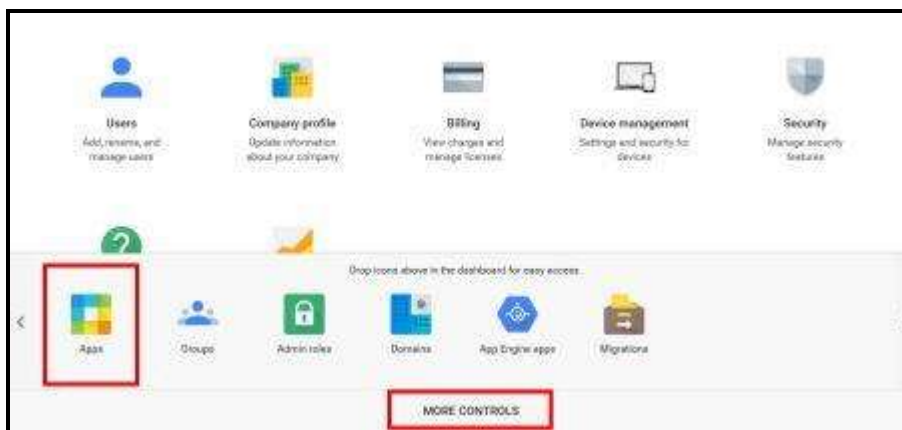 Users
Company profile
Billing
Device management
Security
Add, rename, and
manage users
Update information
about your company
View charges and
manage licenses
Settings and security for
devices
Manage security
features
Drop icons above in the dashboard for easy access
Apps
Groups
Admin roles
Domains
App Engine apps
Migrations
MORE CONTROLS